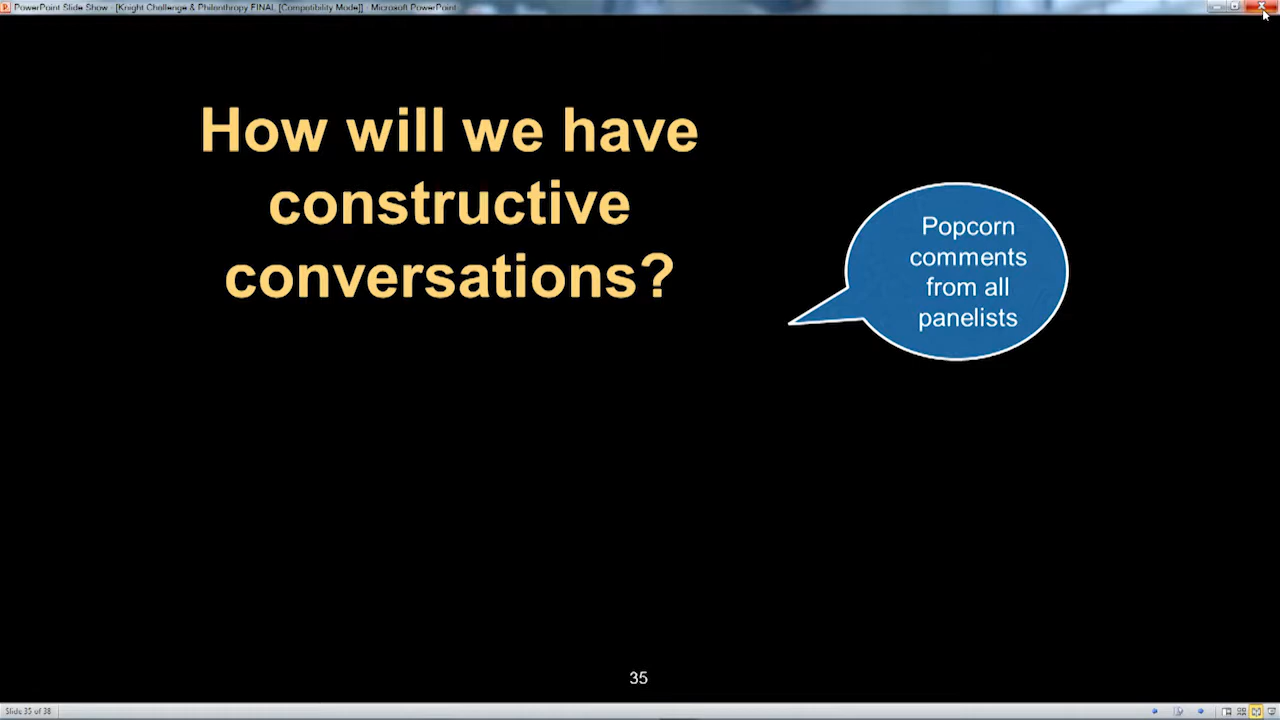 PowerPoint Slide Show - [Knight Challenge & Philanthropy FINAL [Compatibility Mode]] - Microsoft PowerPoint
How will we have
constructive
conversations?
Popcorn
comments
from all
panelists
35
Slide 35 of 38